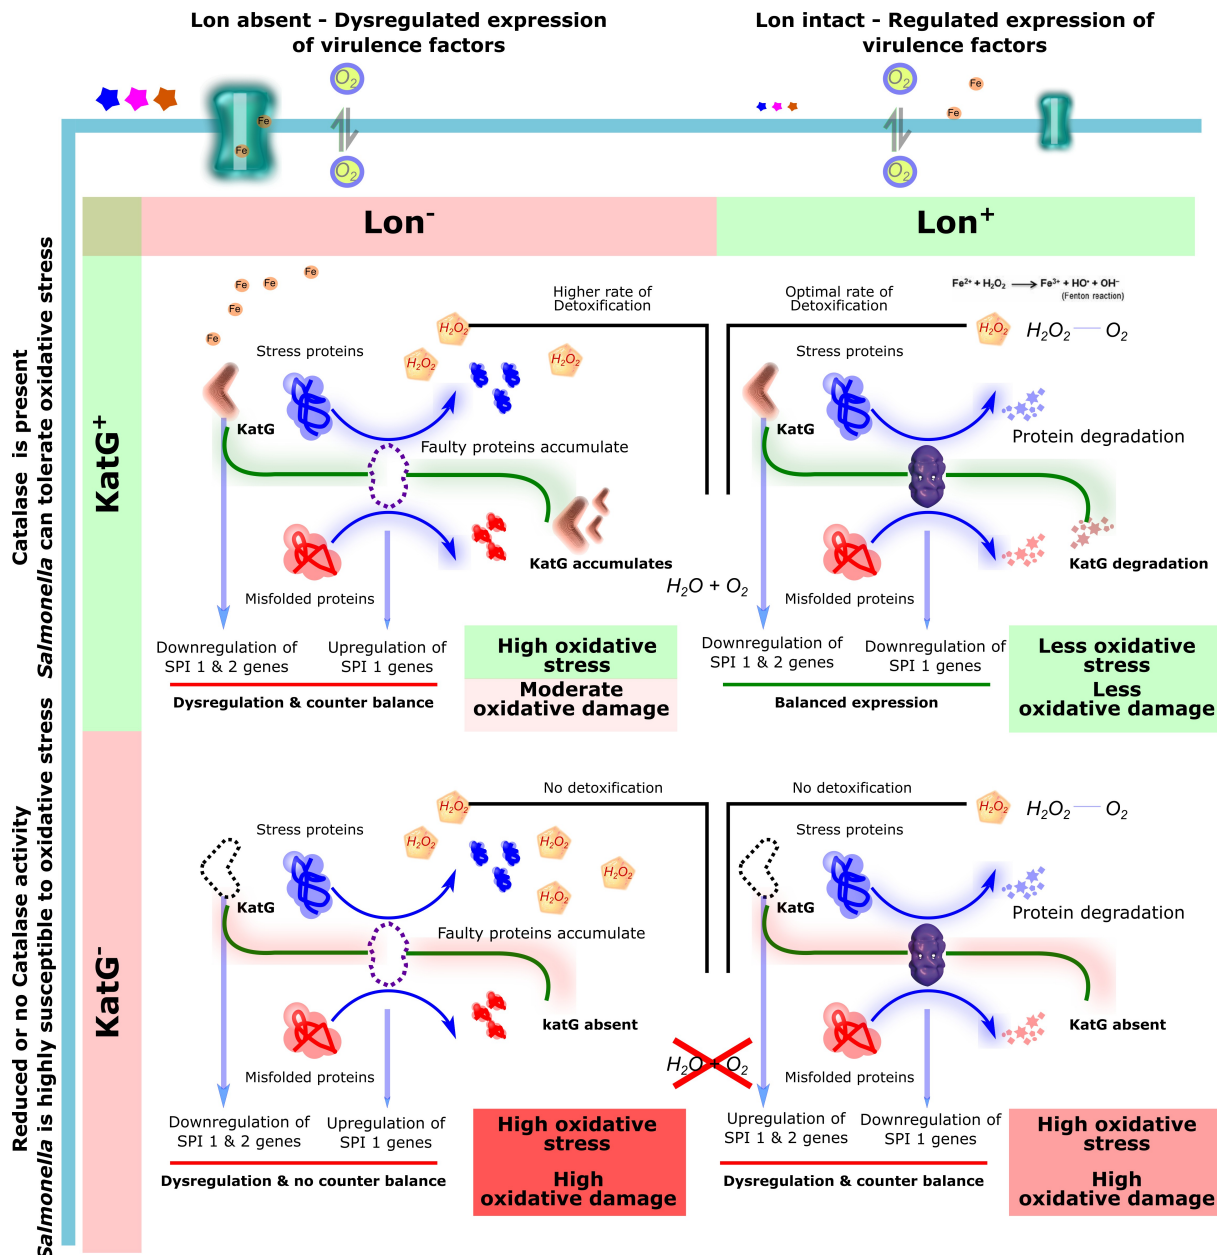 Lon absent - Dysregulated expression
of virulence factors
Lon intact - Regulated expression of
virulence factors
O₂
O₂
Fe
Fe
O₂
O₂
Fe
Fe
Lon⁻
Lon⁺
Catalase is present
Salmonella can tolerate oxidative stress
KatG⁺
Fe
Fe
Fe
Fe
Fe
Higher rate of
Detoxification
H₂O₂
H₂O₂
H₂O₂
Stress proteins
KatG
Faulty proteins accumulate
KatG accumulates
Misfolded proteins
Downregulation of
SPI 1 & 2 genes
Upregulation of
SPI 1 genes
Dysregulation & counter balance
High oxidative
stress
Moderate
oxidative damage
H₂O + O₂
Optimal rate of
Detoxification
Fe²⁺ + H₂O₂ ⟶ Fe³⁺ + HO• + OH⁻
(Fenton reaction)
H₂O₂
H₂O₂ — O₂
Stress proteins
KatG
Protein degradation
KatG degradation
Misfolded proteins
Downregulation of
SPI 1 & 2 genes
Downregulation of
SPI 1 genes
Balanced expression
Less oxidative
stress
Less
oxidative damage
Reduced or no Catalase activity
Salmonella is highly susceptible to oxidative stress
KatG⁻
No detoxification
H₂O₂
H₂O₂
H₂O₂
H₂O₂
H₂O₂
Stress proteins
KatG
Faulty proteins accumulate
katG absent
Misfolded proteins
Downregulation of
SPI 1 & 2 genes
Upregulation of
SPI 1 genes
Dysregulation & no counter balance
High oxidative
stress
High
oxidative damage
H₂O + O₂
No detoxification
H₂O₂
H₂O₂ — O₂
Stress proteins
KatG
Protein degradation
KatG absent
Misfolded proteins
Upregulation of
SPI 1 & 2 genes
Downregulation of
SPI 1 genes
Dysregulation & counter balance
High oxidative
stress
High
oxidative damage